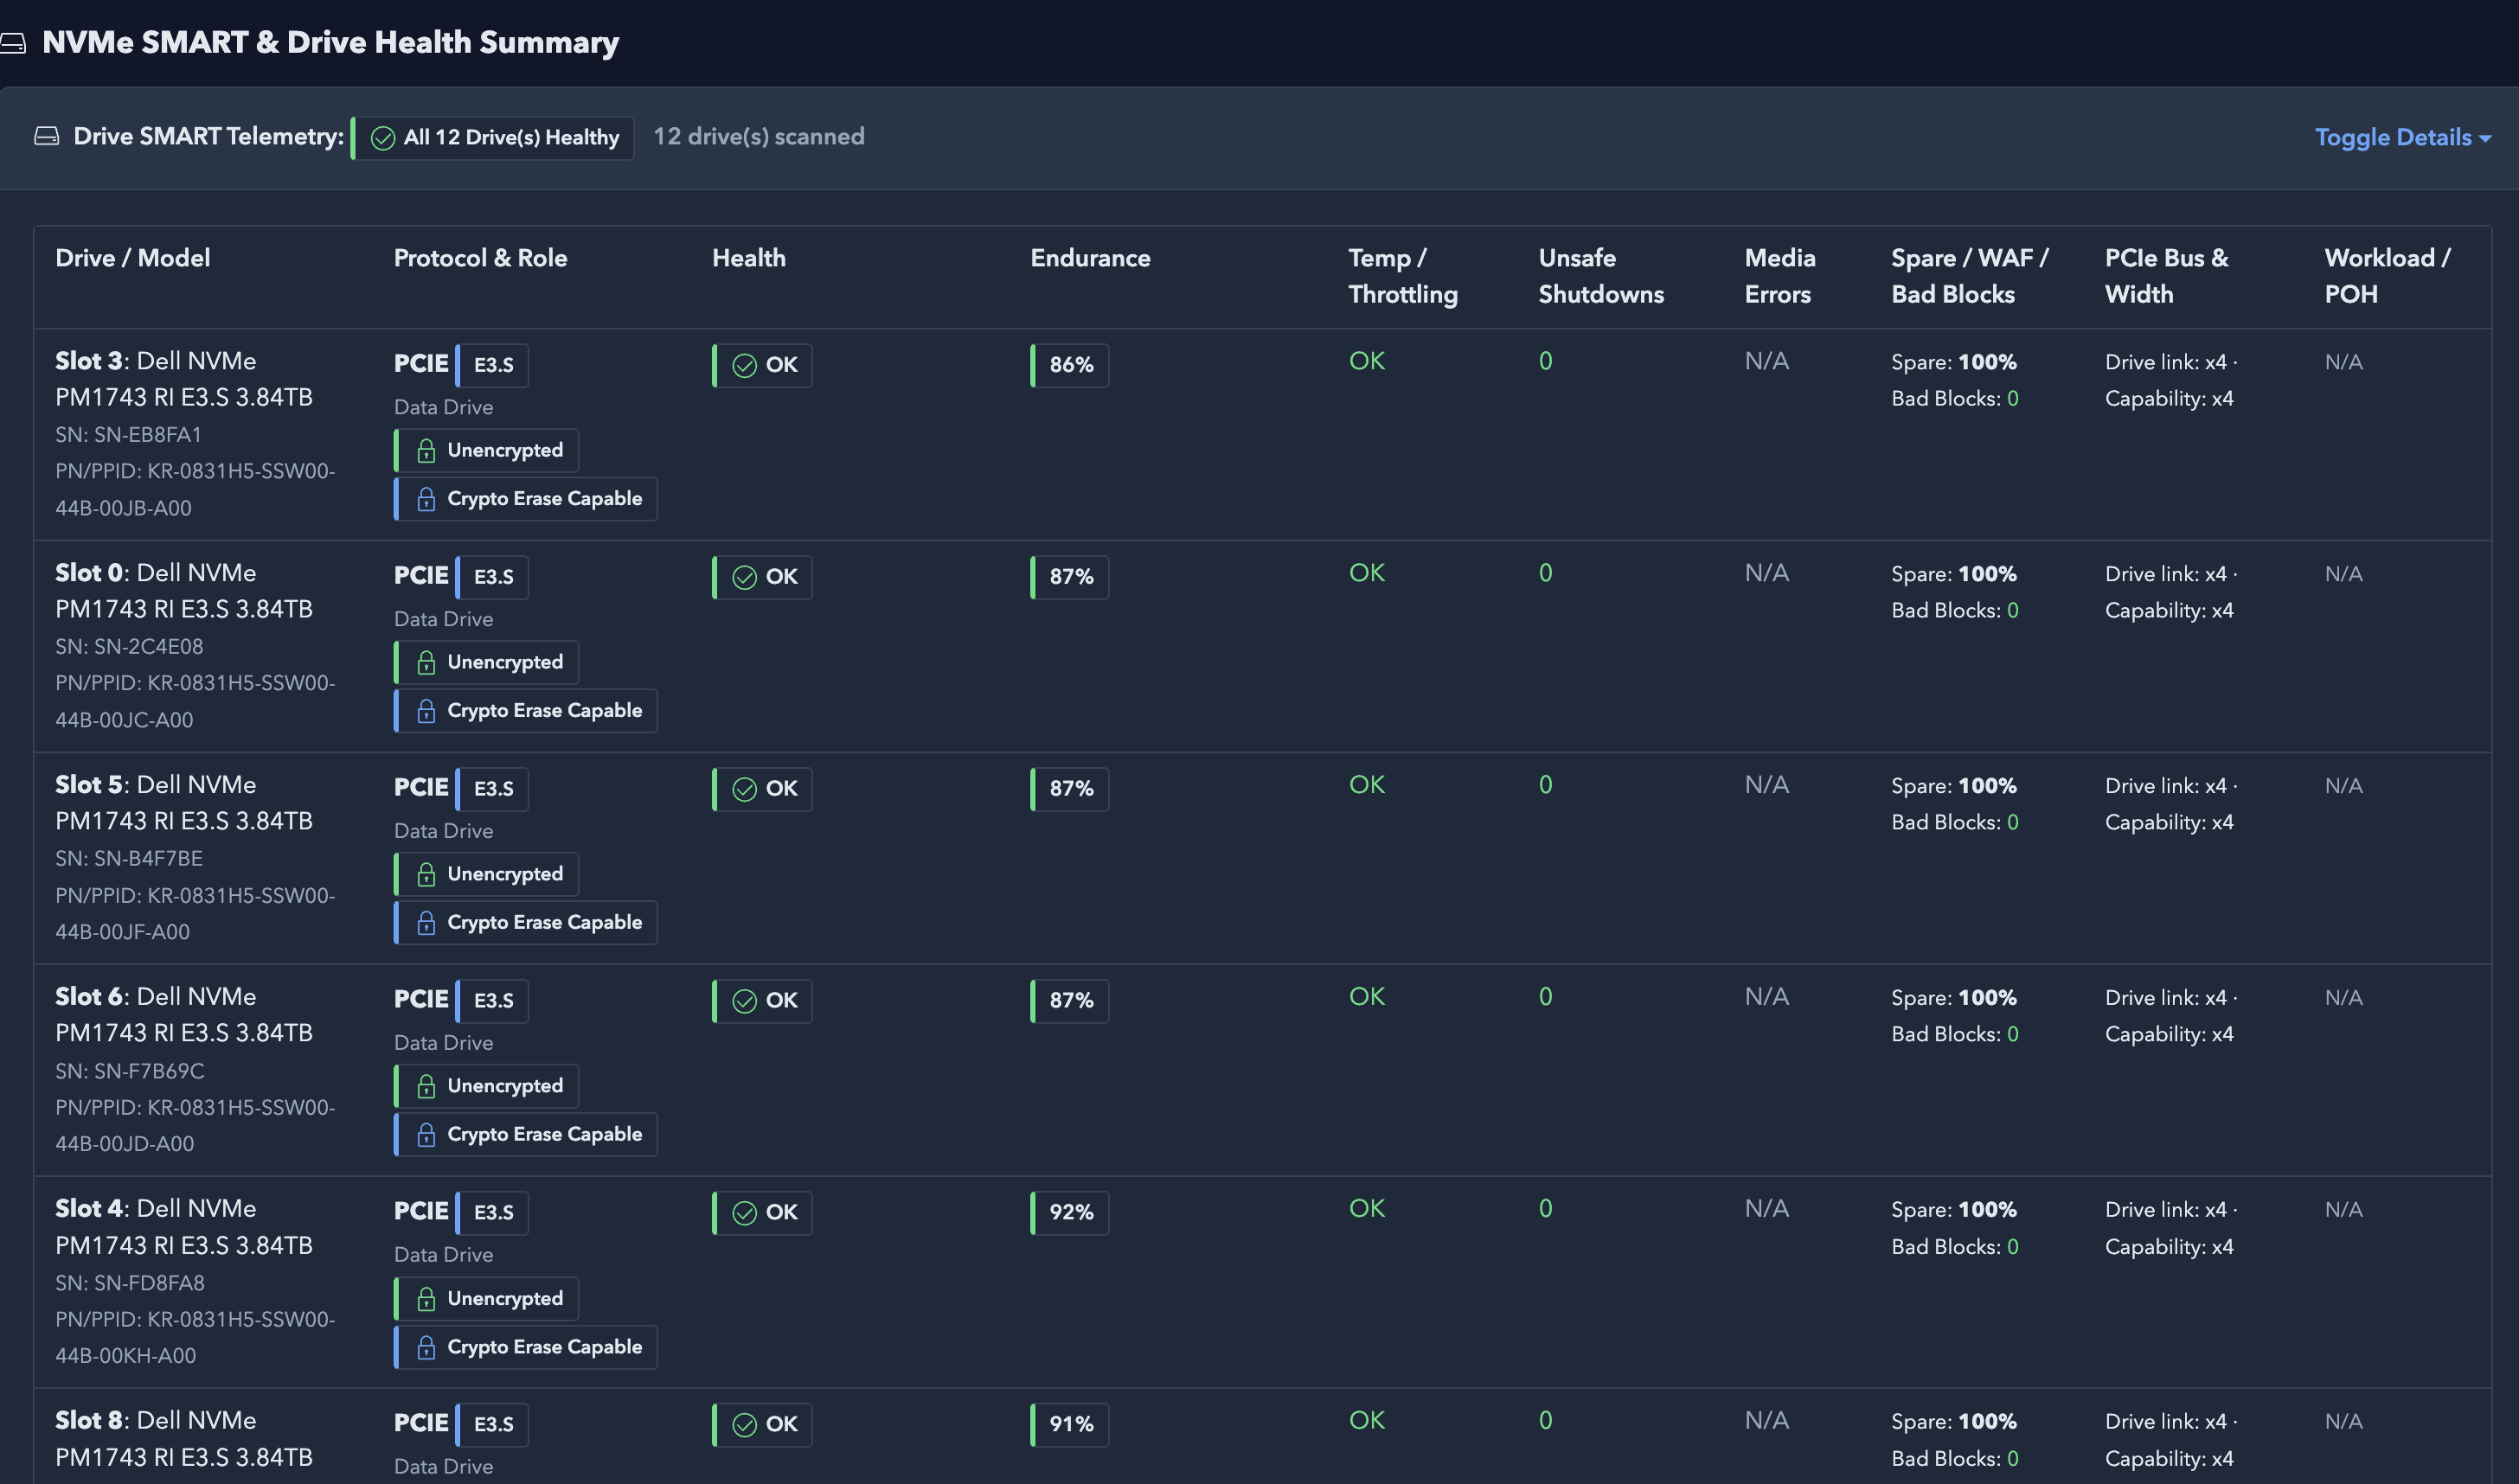 NVMe SMART & Drive Health Summary
Drive SMART Telemetry: All 12 Drive(s) Healthy 12 drive(s) scanned Toggle Details
Drive / Model Protocol & Role Health Endurance Temp / Throttling Unsafe Shutdowns Media Errors Spare / WAF / Bad Blocks PCIe Bus & Width Workload / POH
Slot 3: Dell NVMe PCIE E3.S OK 86% OK 0 N/A Spare: 100% Drive link: x4 · N/A
PM1743 RI E3.S 3.84TB Data Drive Bad Blocks: 0 Capability: x4
SN: SN-EB8FA1 Unencrypted
PN/PPID: KR-0831H5-SSW00- Crypto Erase Capable
44B-00JB-A00
Slot 0: Dell NVMe PCIE E3.S OK 87% OK 0 N/A Spare: 100% Drive link: x4 · N/A
PM1743 RI E3.S 3.84TB Data Drive Bad Blocks: 0 Capability: x4
SN: SN-2C4E08 Unencrypted
PN/PPID: KR-0831H5-SSW00- Crypto Erase Capable
44B-00JC-A00
Slot 5: Dell NVMe PCIE E3.S OK 87% OK 0 N/A Spare: 100% Drive link: x4 · N/A
PM1743 RI E3.S 3.84TB Data Drive Bad Blocks: 0 Capability: x4
SN: SN-B4F7BE Unencrypted
PN/PPID: KR-0831H5-SSW00- Crypto Erase Capable
44B-00JF-A00
Slot 6: Dell NVMe PCIE E3.S OK 87% OK 0 N/A Spare: 100% Drive link: x4 · N/A
PM1743 RI E3.S 3.84TB Data Drive Bad Blocks: 0 Capability: x4
SN: SN-F7B69C Unencrypted
PN/PPID: KR-0831H5-SSW00- Crypto Erase Capable
44B-00JD-A00
Slot 4: Dell NVMe PCIE E3.S OK 92% OK 0 N/A Spare: 100% Drive link: x4 · N/A
PM1743 RI E3.S 3.84TB Data Drive Bad Blocks: 0 Capability: x4
SN: SN-FD8FA8 Unencrypted
PN/PPID: KR-0831H5-SSW00- Crypto Erase Capable
44B-00KH-A00
Slot 8: Dell NVMe PCIE E3.S OK 91% OK 0 N/A Spare: 100% Drive link: x4 · N/A
PM1743 RI E3.S 3.84TB Data Drive Bad Blocks: 0 Capability: x4